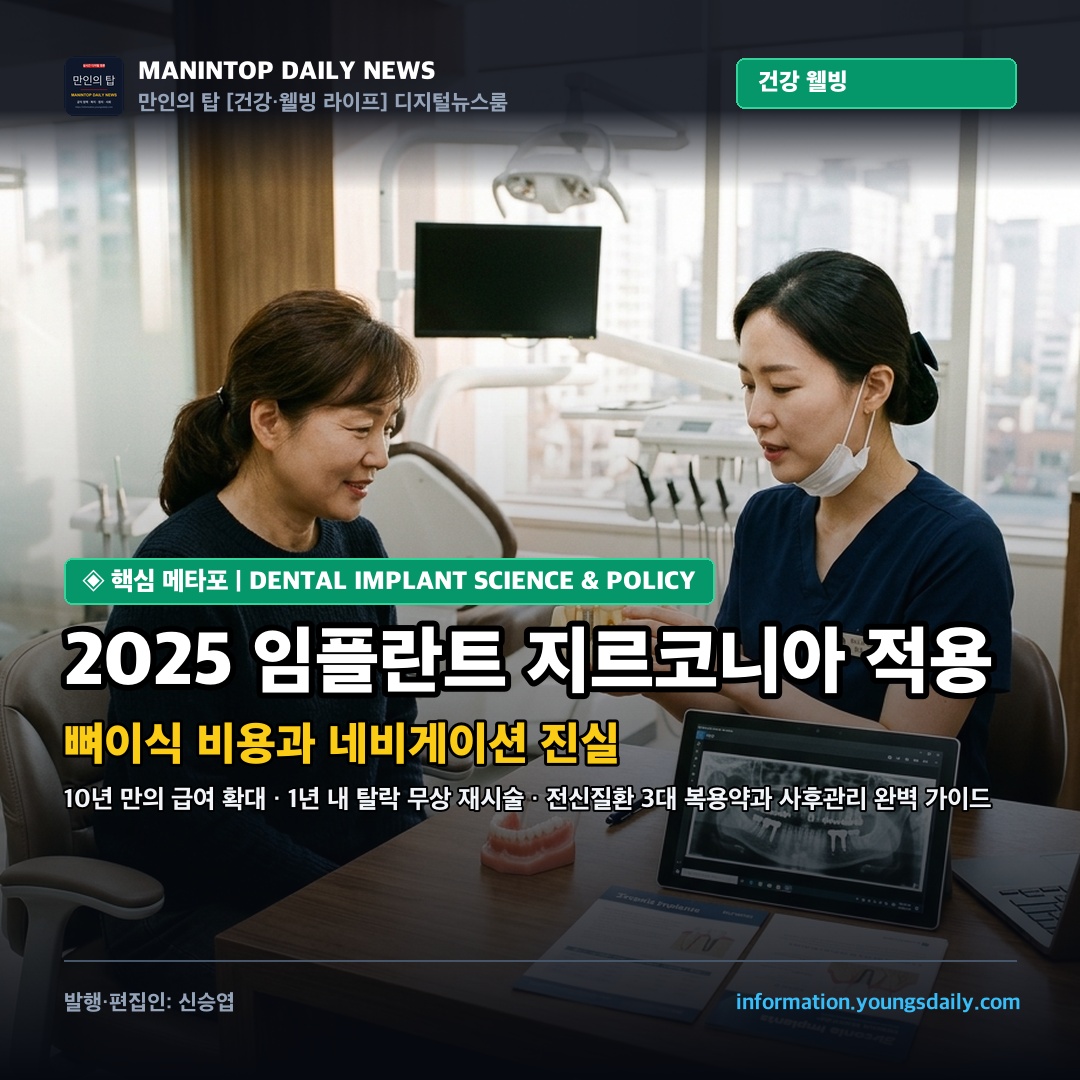 만인의 탑
MANINTOP DAILY NEWS
MANINTOP DAILY NEWS
만인의 탑 [건강·웰빙 라이프] 디지털뉴스룸
건강 웰빙
◈ 핵심 메타포 | DENTAL IMPLANT SCIENCE & POLICY
2025 임플란트 지르코니아 적용
뼈이식 비용과 네비게이션 진실
10년 만의 급여 확대 · 1년 내 탈락 무상 재시술 · 전신질환 3대 복용약과 사후관리 완벽 가이드
발행·편집인: 신승엽
information.youngsdaily.com